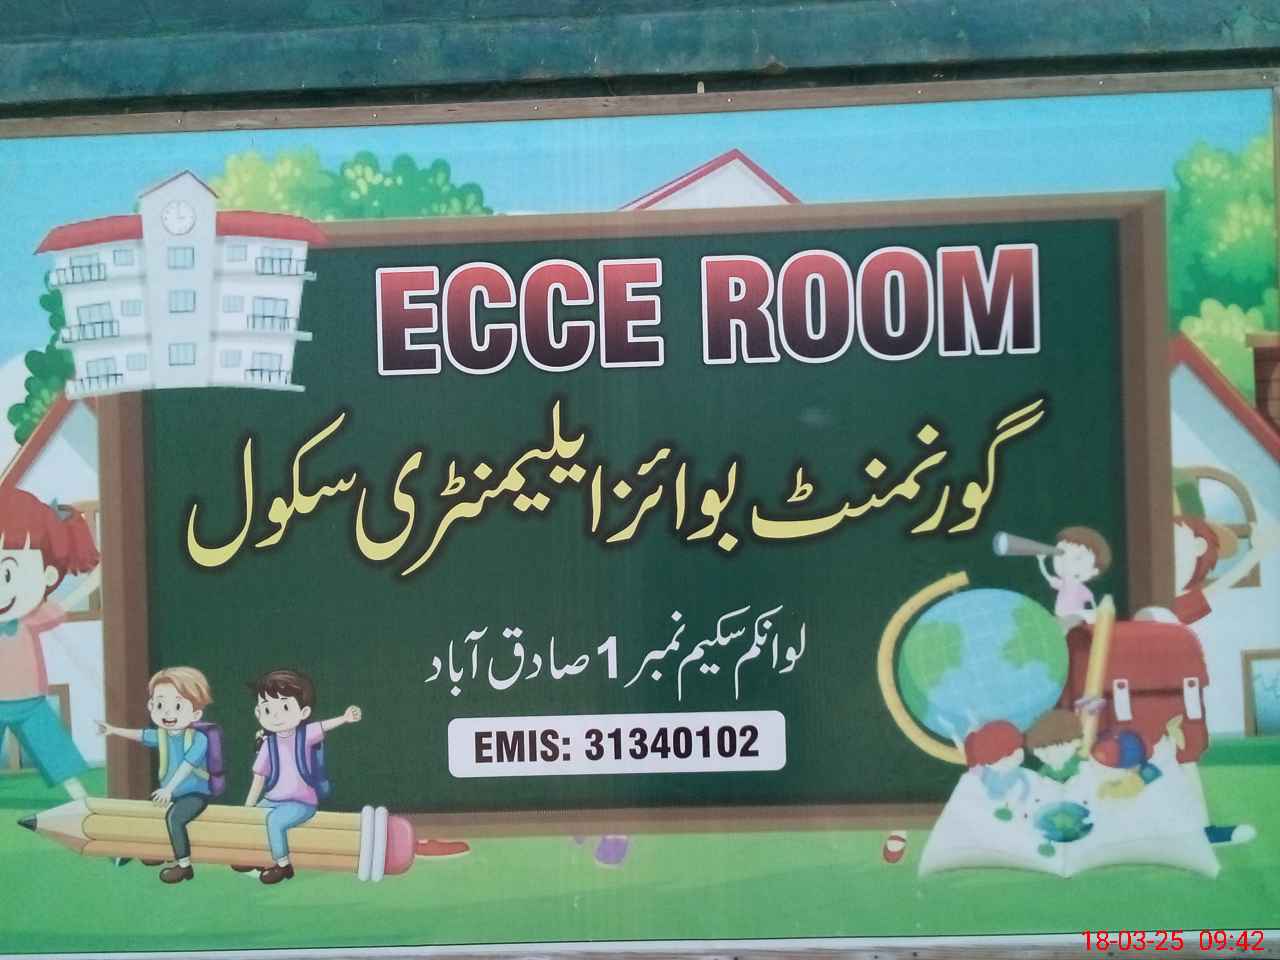 ECCE ROOM
گورنمنٹ بوائز ایلیمنٹری سکول
لوانکم سکیم نمبر 1 صادق آباد
EMIS: 31340102
18-03-25 09:42